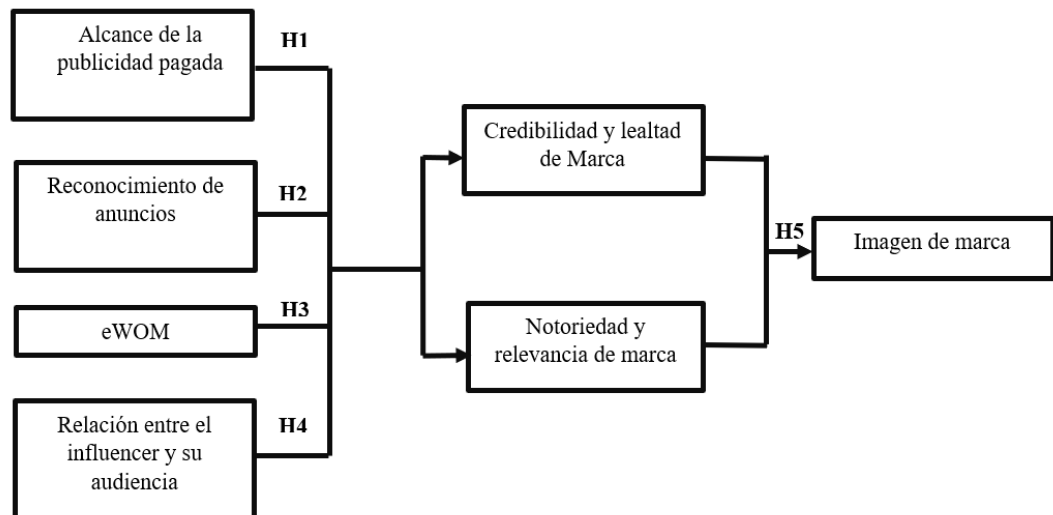 Alcance de la
publicidad pagada
H1
Reconocimiento de
anuncios
H2
eWOM
H3
Relación entre el
influencer y su
audiencia
H4
Credibilidad y lealtad
de Marca
Notoriedad y
relevancia de marca
H5
Imagen de marca